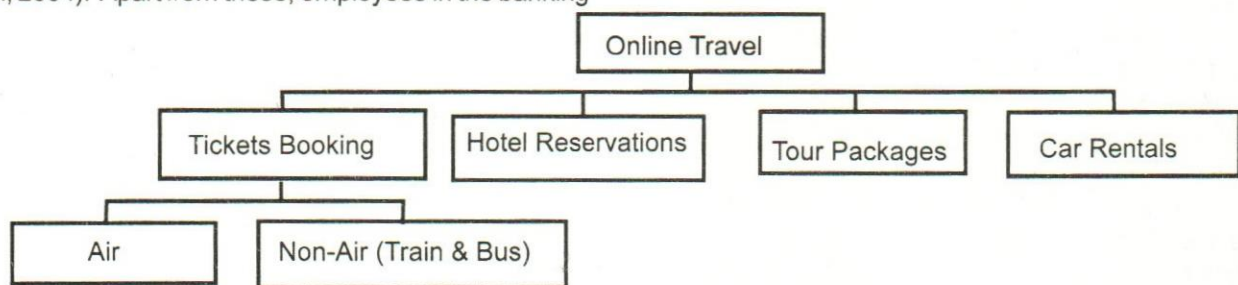 2004). Apart from these, employees in the banking
Online Travel
Tickets Booking
Hotel Reservations
Tour Packages
Car Rentals
Air
Non-Air (Train & Bus)